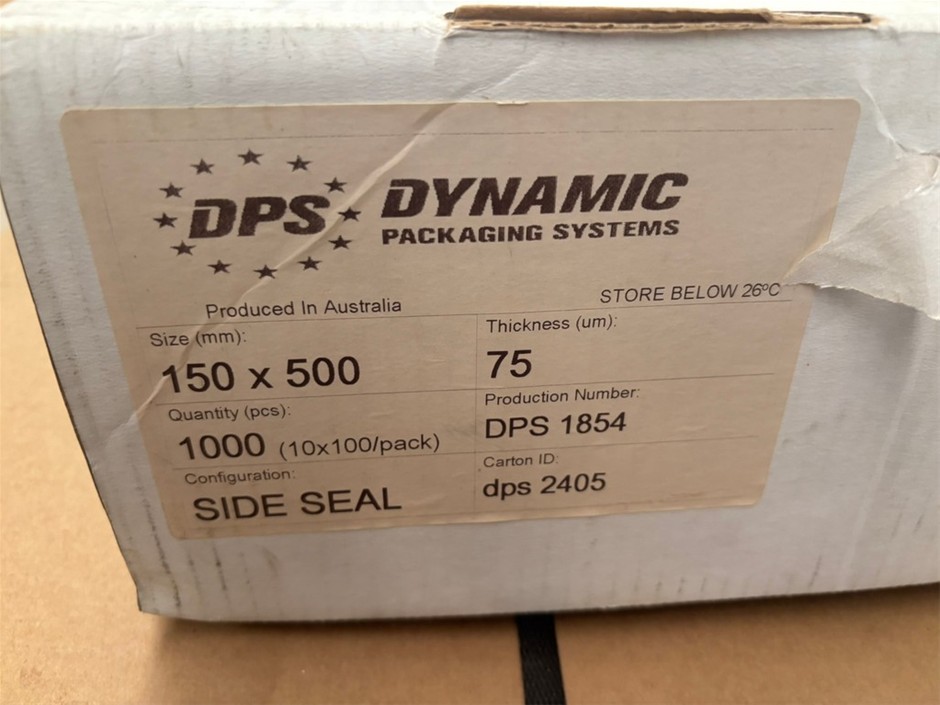 DPS
DYNAMIC
PACKAGING SYSTEMS
Produced In Australia
STORE BELOW 26ºC
Size (mm):
150 x 500
Thickness (um):
75
Quantity (pcs):
1000 (10x100/pack)
Production Number:
DPS 1854
Configuration:
SIDE SEAL
Carton ID:
dps 2405